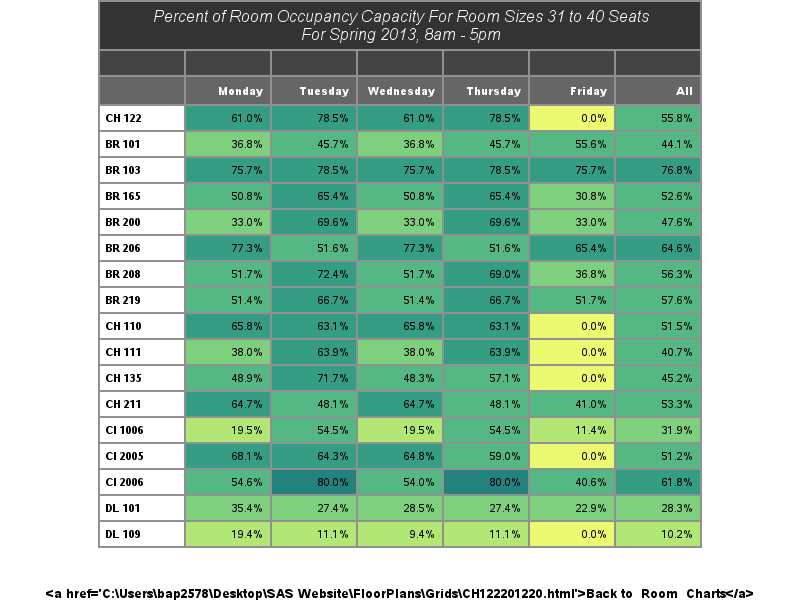 Percent of Room Occupancy Capacity For Room Sizes 31 to 40 Seats
For Spring 2013, 8am - 5pm
Monday Tuesday Wednesday Thursday Friday All
CH 122 61.0% 78.5% 61.0% 78.5% 0.0% 55.8%
BR 101 36.8% 45.7% 36.8% 45.7% 55.6% 44.1%
BR 103 75.7% 78.5% 75.7% 78.5% 75.7% 76.8%
BR 165 50.8% 65.4% 50.8% 65.4% 30.8% 52.6%
BR 200 33.0% 69.6% 33.0% 69.6% 33.0% 47.6%
BR 206 77.3% 51.6% 77.3% 51.6% 65.4% 64.6%
BR 208 51.7% 72.4% 51.7% 69.0% 36.8% 56.3%
BR 219 51.4% 66.7% 51.4% 66.7% 51.7% 57.6%
CH 110 65.8% 63.1% 65.8% 63.1% 0.0% 51.5%
CH 111 38.0% 63.9% 38.0% 63.9% 0.0% 40.7%
CH 135 48.9% 71.7% 48.3% 57.1% 0.0% 45.2%
CH 211 64.7% 48.1% 64.7% 48.1% 41.0% 53.3%
CI 1006 19.5% 54.5% 19.5% 54.5% 11.4% 31.9%
CI 2005 68.1% 64.3% 64.8% 59.0% 0.0% 51.2%
CI 2006 54.6% 80.0% 54.0% 80.0% 40.6% 61.8%
DL 101 35.4% 27.4% 28.5% 27.4% 22.9% 28.3%
DL 109 19.4% 11.1% 9.4% 11.1% 0.0% 10.2%
<a href='C:\Users\bap2578\Desktop\SAS Website\FloorPlans\Grids\CH122201220.html'>Back to Room Charts</a>